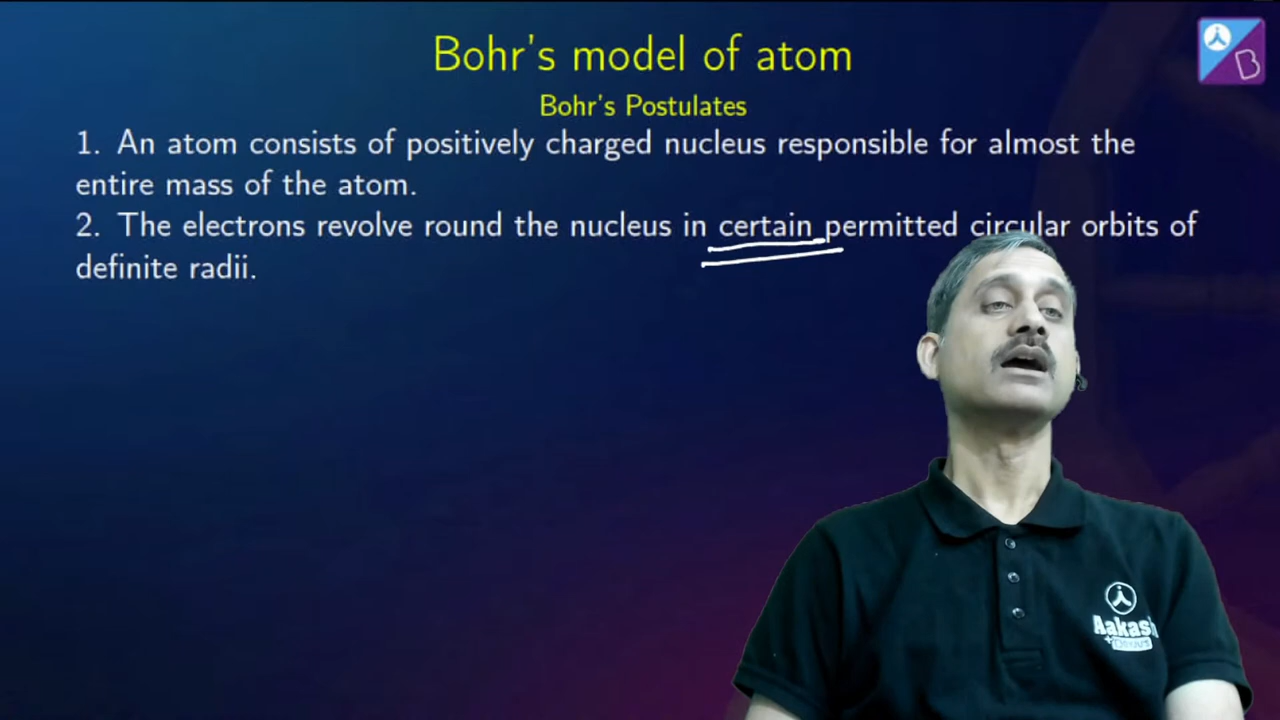 Bohr's model of atom
Bohr's Postulates
1. An atom consists of positively charged nucleus responsible for almost the
entire mass of the atom.
2. The electrons revolve round the nucleus in certain permitted circular orbits of
definite radii.
B
Aakash